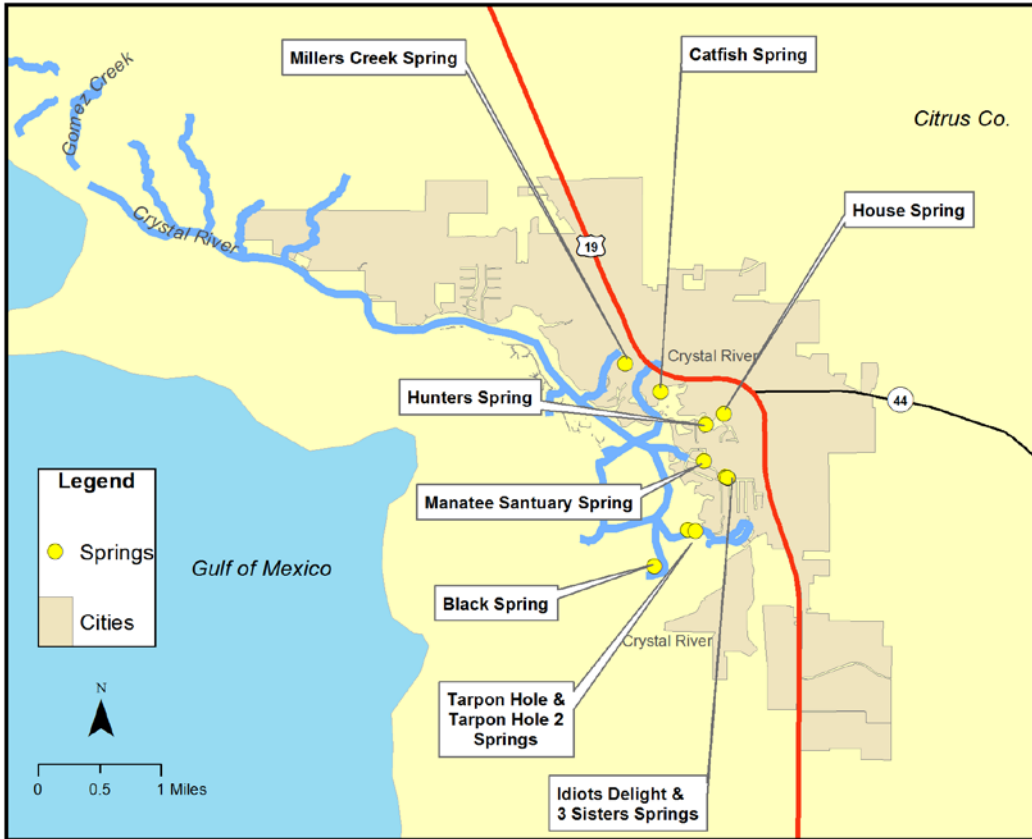 Millers Creek Spring
Catfish Spring
Citrus Co.
Gomez Creek
House Spring
Crystal River
19
Crystal River
44
Hunters Spring
Legend
Springs
Cities
Manatee Santuary Spring
Gulf of Mexico
Black Spring
Crystal River
N
Tarpon Hole &
Tarpon Hole 2
Springs
0 0.5 1 Miles
Idiots Delight &
3 Sisters Springs